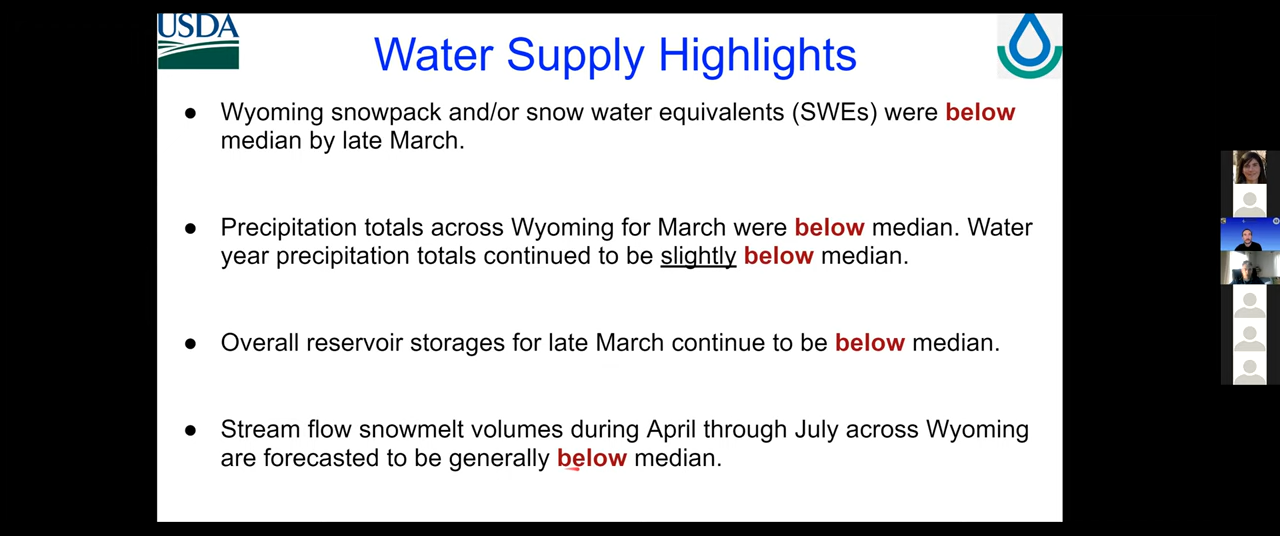 USDA
Water Supply Highlights
● Wyoming snowpack and/or snow water equivalents (SWEs) were below
median by late March.
● Precipitation totals across Wyoming for March were below median. Water
year precipitation totals continued to be slightly below median.
● Overall reservoir storages for late March continue to be below median.
● Stream flow snowmelt volumes during April through July across Wyoming
are forecasted to be generally below median.